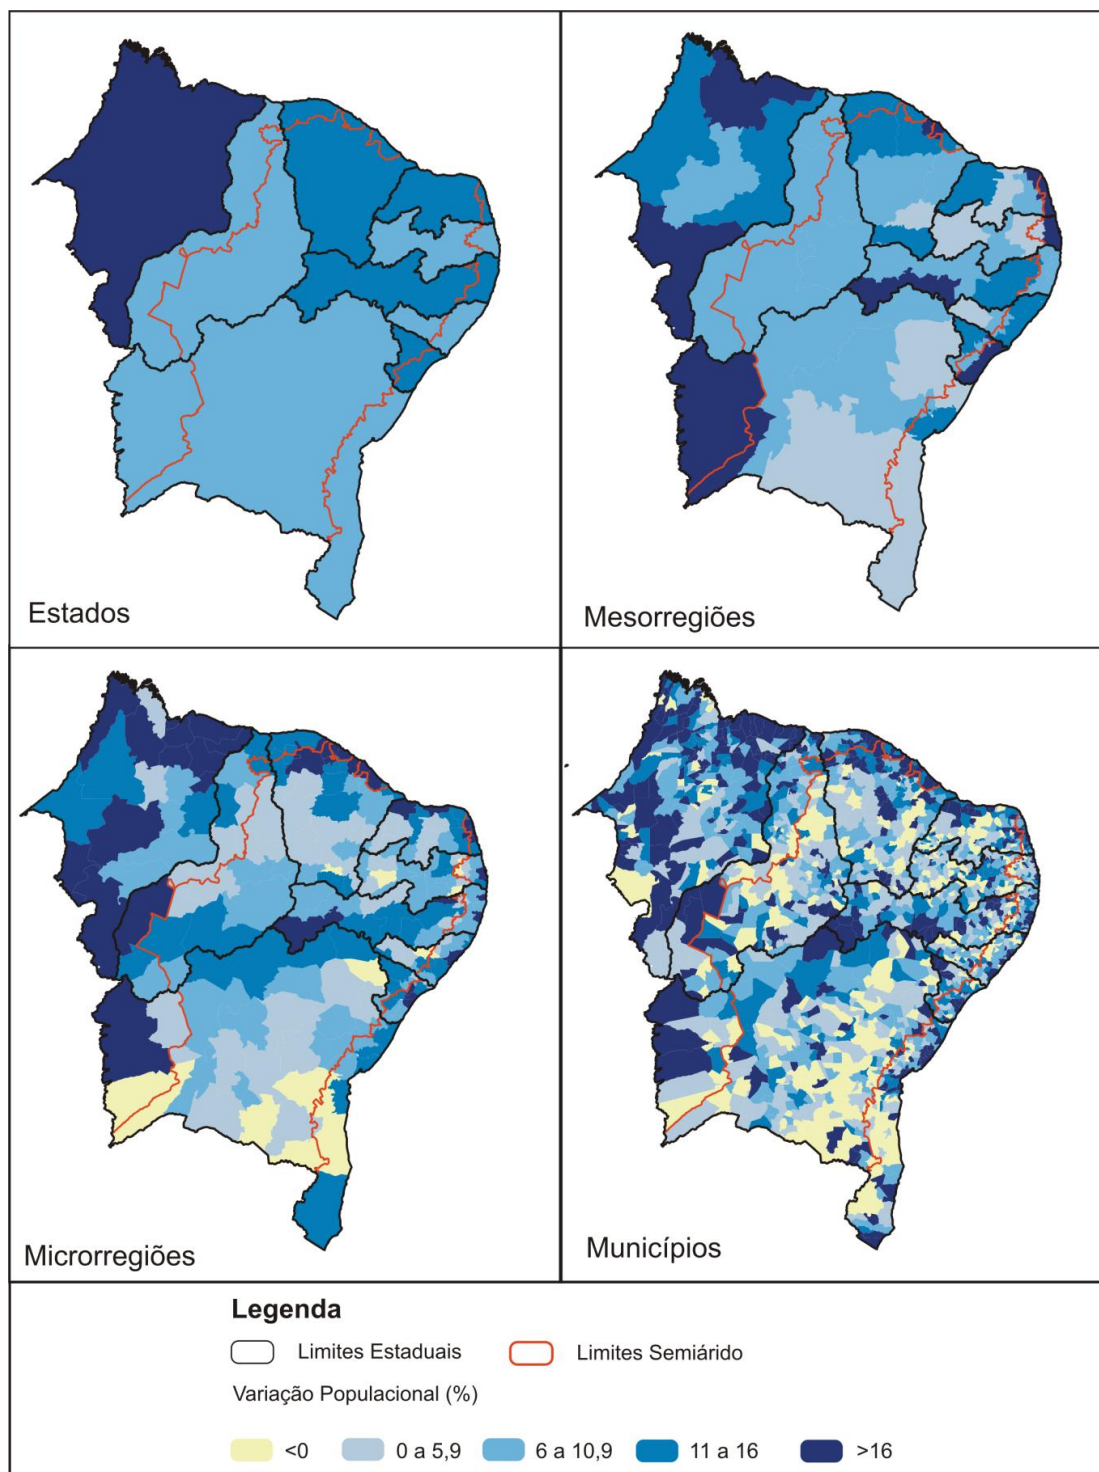 Estados
Mesorregiões
Microrregiões
Municípios
Legenda
Limites Estaduais
Limites Semiárido
Variação Populacional (%)
<0
0 a 5,9
6 a 10,9
11 a 16
>16